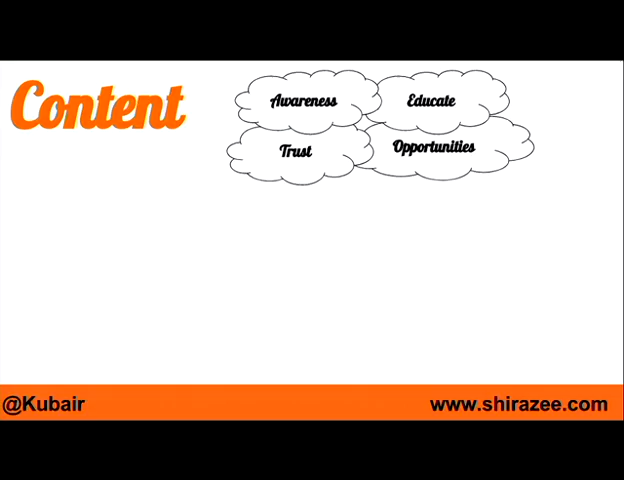 Content
Awareness
Educate
Trust
Opportunities
@Kubair
www.shirazee.com